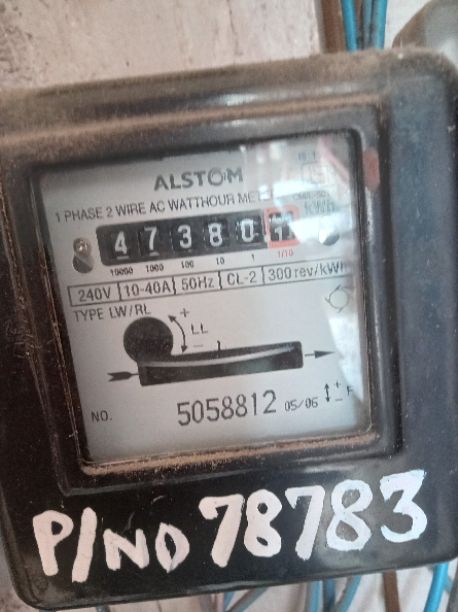 ALSTOM
1 PHASE 2 WIRE AC WATTHOUR
kWh
4 7 3 8 0 1
10000 1000 100 10 1 1/10
240V 10-40A 50Hz CL-2 300 rev/kWh
TYPE LW/RL
+
LL
−
NO. 5058812 05/06 + −
P/NO 78783